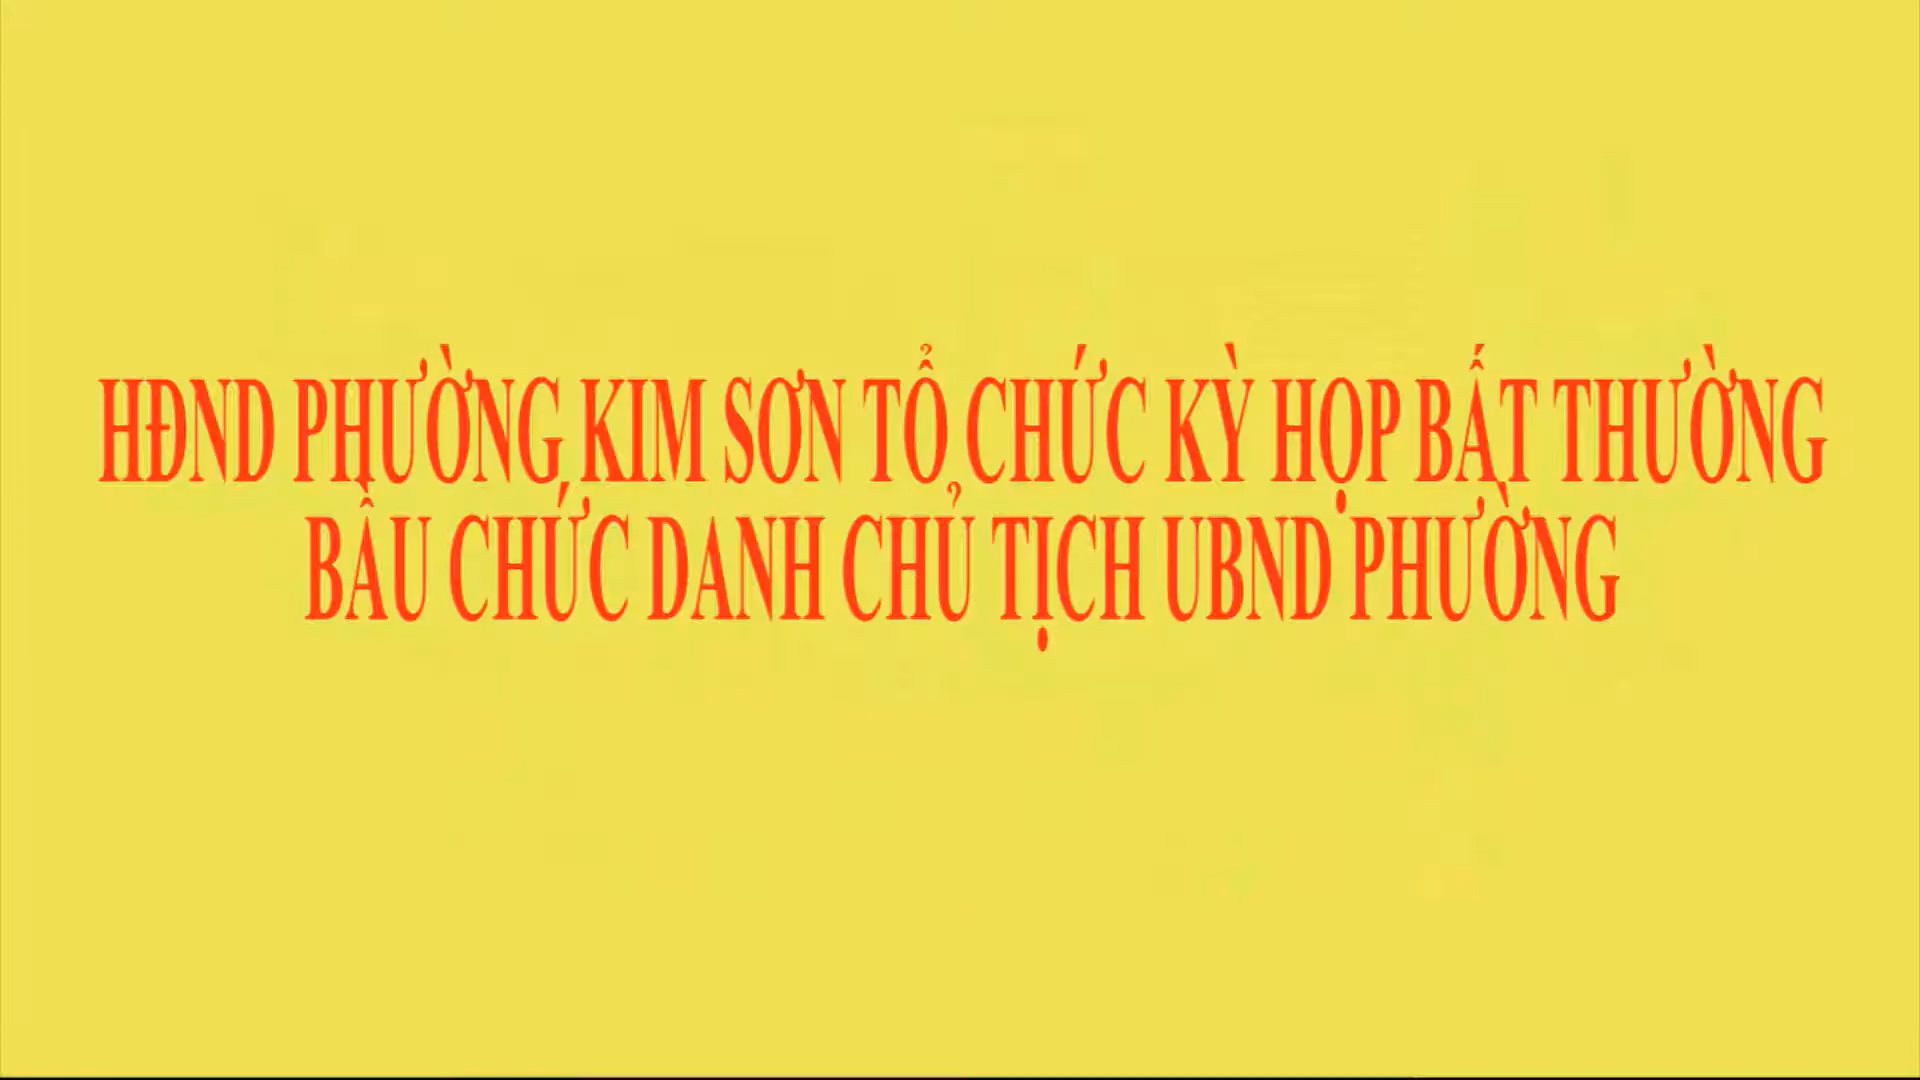 HĐND PHƯỜNG KIM SƠN TỔ CHỨC KỲ HỌP BẤT THƯỜNG
BẦU CHỨC DANH CHỦ TỊCH UBND PHƯỜNG